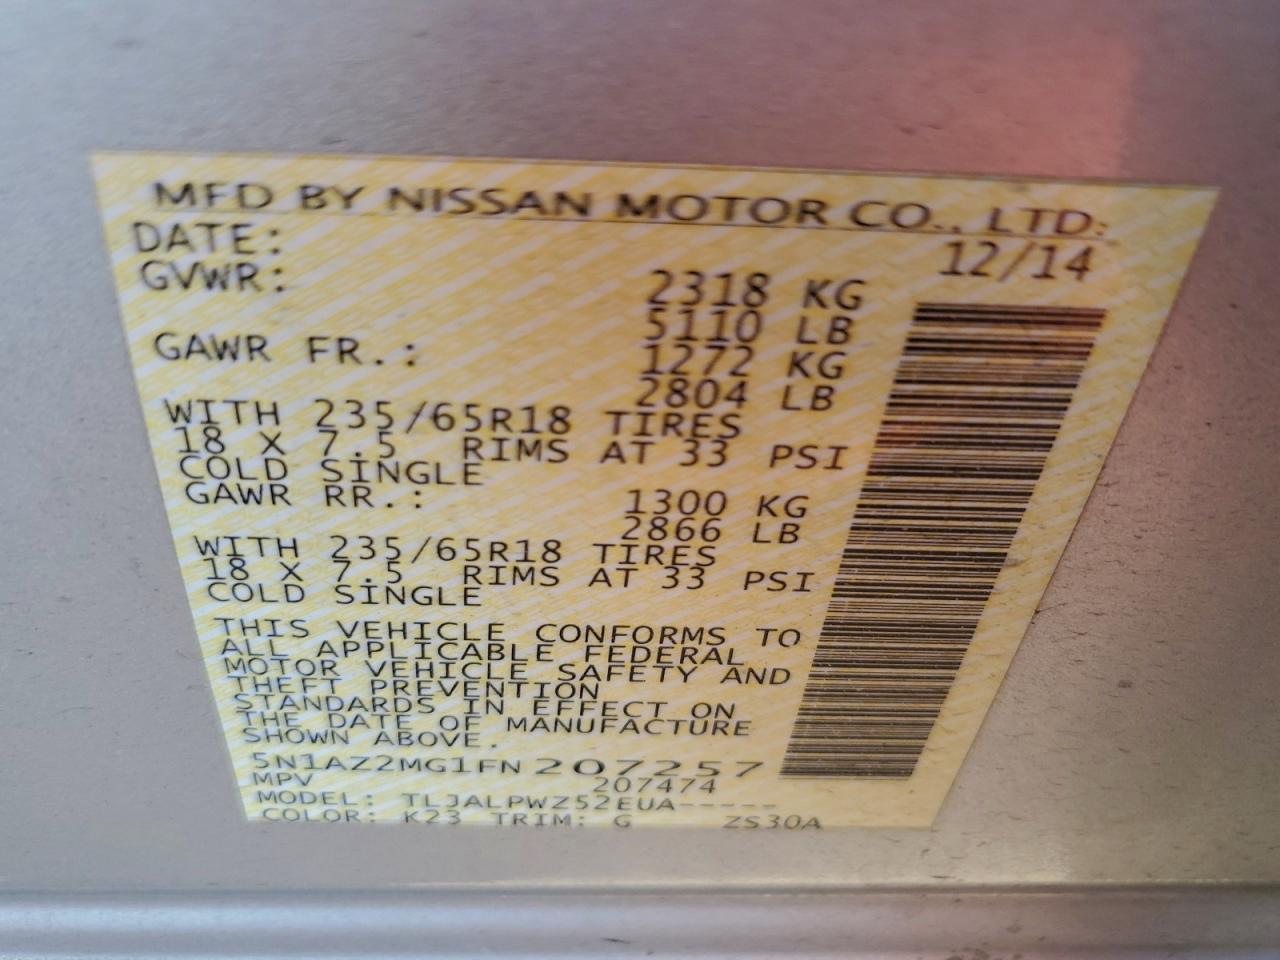 MFD BY NISSAN MOTOR CO., LTD.
DATE: 12/14
GVWR: 2318 KG
5110 LB
GAWR FR.: 1272 KG
2804 LB
WITH 235/65R18 TIRES
18 X 7.5 RIMS AT 33 PSI
COLD SINGLE
GAWR RR.: 1300 KG
2866 LB
WITH 235/65R18 TIRES
18 X 7.5 RIMS AT 33 PSI
COLD SINGLE
THIS VEHICLE CONFORMS TO
ALL APPLICABLE FEDERAL
MOTOR VEHICLE SAFETY AND
THEFT PREVENTION
STANDARDS IN EFFECT ON
THE DATE OF MANUFACTURE
SHOWN ABOVE.
5N1AZ2MG1FN207257
MPV 207474
MODEL: TLJALPWZ52EUA-----
COLOR: K23 TRIM: G ZS30A